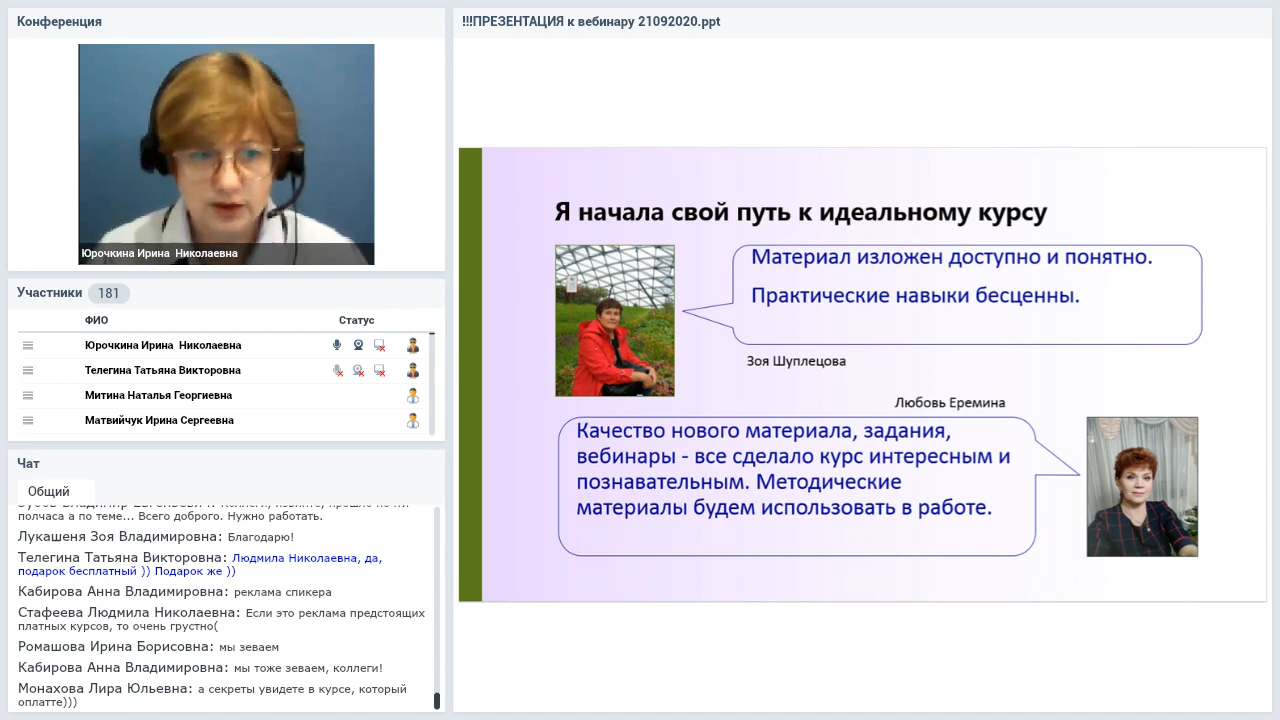 Конференция
Юрочкина Ирина Николаевна
Участники 181
ФИО Статус
Юрочкина Ирина Николаевна
Телегина Татьяна Викторовна
Митина Наталья Георгиевна
Матвийчук Ирина Сергеевна
Чат
Общий
полчаса а по теме... Всего доброго. Нужно работать.
Лукашеня Зоя Владимировна: Благодарю!
Телегина Татьяна Викторовна: Людмила Николаевна, да,
подарок бесплатный )) Подарок же ))
Кабирова Анна Владимировна: реклама спикера
Стафеева Людмила Николаевна: Если это реклама предстоящих
платных курсов, то очень грустно(
Ромашова Ирина Борисовна: мы зеваем
Кабирова Анна Владимировна: мы тоже зеваем, коллеги!
Монахова Лира Юльевна: а секреты увидете в курсе, который
оплатте)))
!!!ПРЕЗЕНТАЦИЯ к вебинару 21092020.ppt
Я начала свой путь к идеальному курсу
Материал изложен доступно и понятно.
Практические навыки бесценны.
Зоя Шуплецова
Любовь Еремина
Качество нового материала, задания,
вебинары - все сделало курс интересным и
познавательным. Методические
материалы будем использовать в работе.